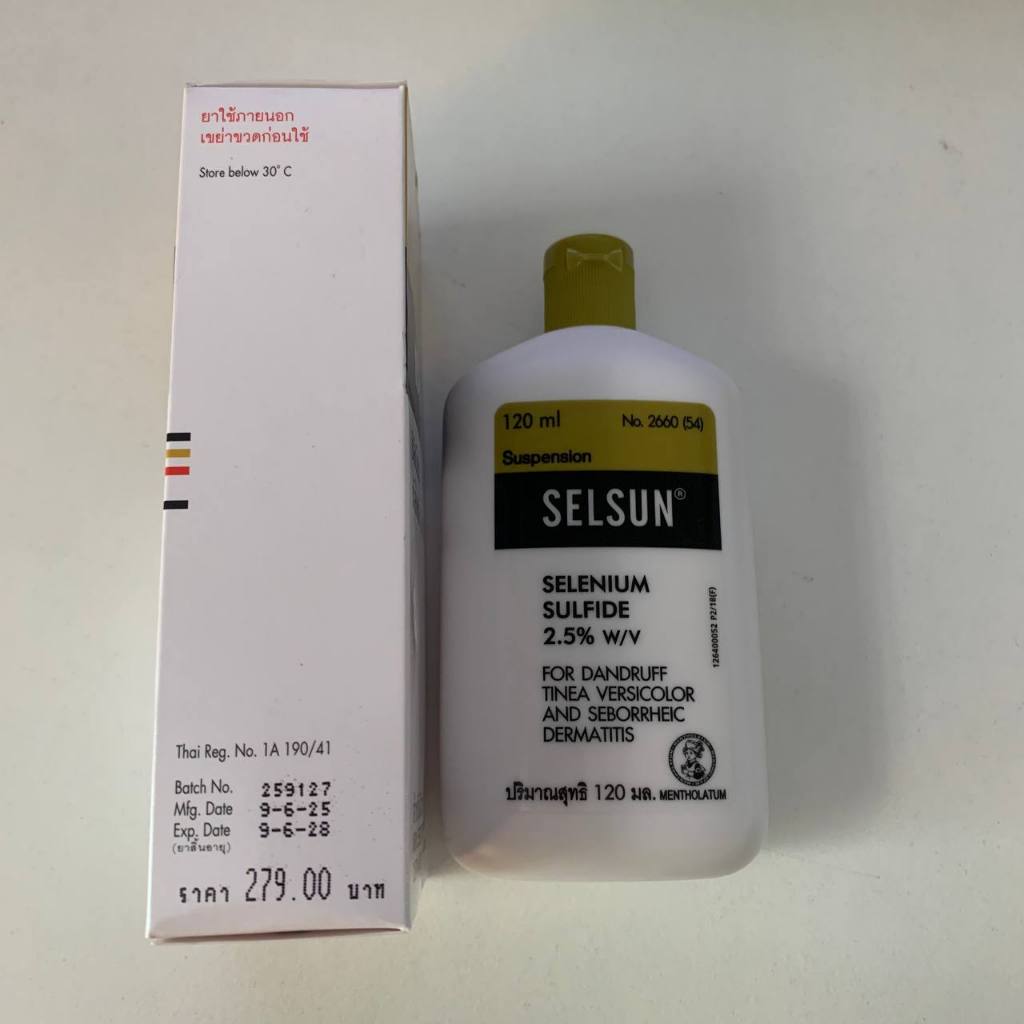 ยาใช้ภายนอก
เขย่าขวดก่อนใช้
Store below 30° C
Thai Reg. No. 1A 190/41
Batch No. 259127
Mfg. Date 9-6-25
Exp. Date 9-6-28
(ยาสิ้นอายุ)
ราคา 279.00 บาท
120 ml No. 2660 (54)
Suspension
SELSUN®
SELENIUM
SULFIDE
2.5% W/V
FOR DANDRUFF
TINEA VERSICOLOR
AND SEBORRHEIC
DERMATITIS
126400052 P2/18(F)
ปริมาณสุทธิ 120 มล. MENTHOLATUM